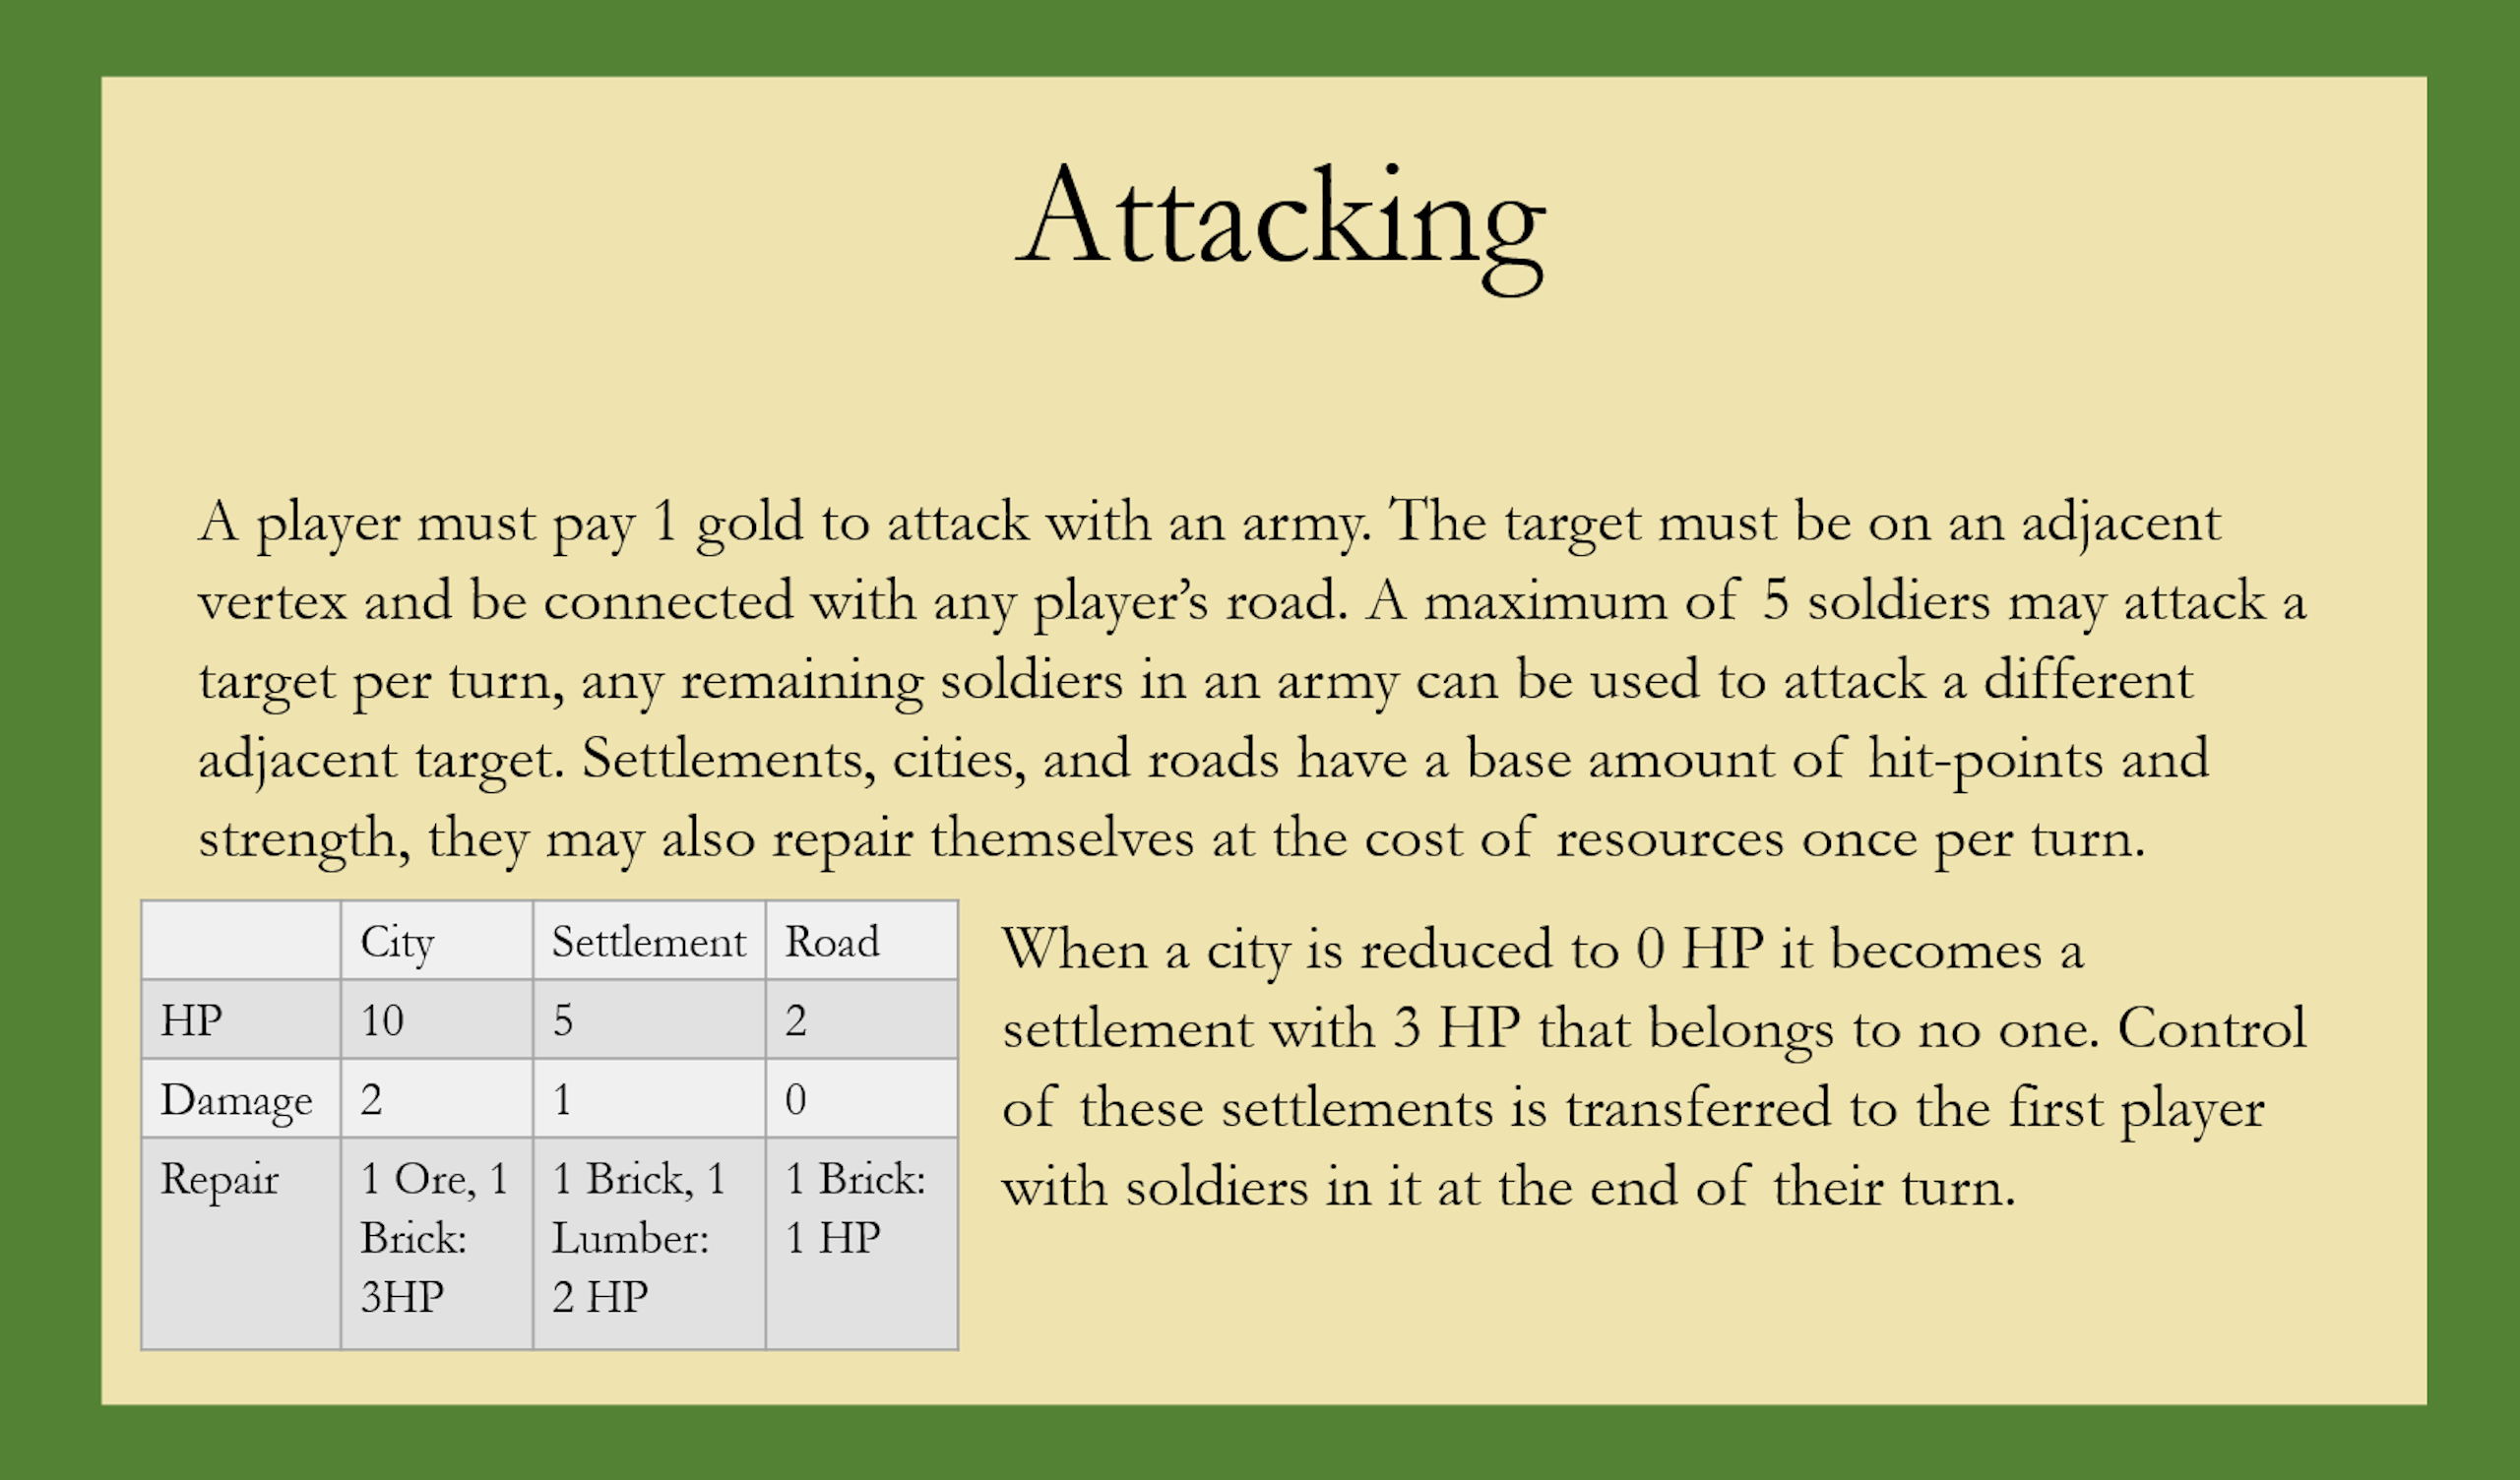 Attacking
A player must pay 1 gold to attack with an army. The target must be on an adjacent
vertex and be connected with any player’s road. A maximum of 5 soldiers may attack a
target per turn, any remaining soldiers in an army can be used to attack a different
adjacent target. Settlements, cities, and roads have a base amount of hit-points and
strength, they may also repair themselves at the cost of resources once per turn.
City Settlement Road
HP 10 5 2
Damage 2 1 0
Repair 1 Ore, 1 1 Brick, 1 1 Brick:
Brick: Lumber: 1 HP
3HP 2 HP
When a city is reduced to 0 HP it becomes a
settlement with 3 HP that belongs to no one. Control
of these settlements is transferred to the first player
with soldiers in it at the end of their turn.